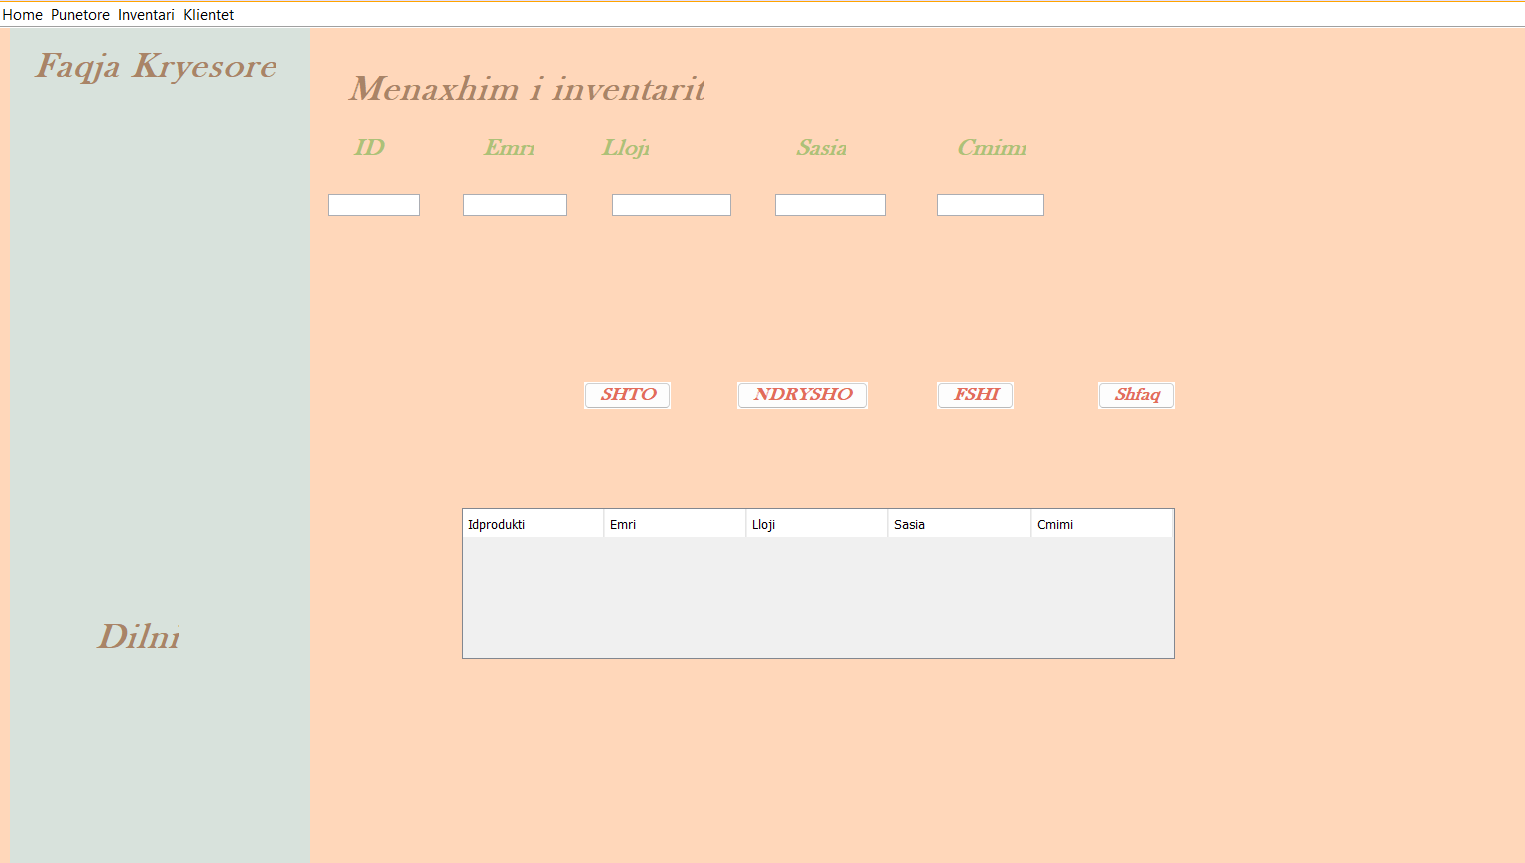 Home Punetore Inventari Klientet
Faqja Kryesore
Menaxhim i inventarit
ID Emri Lloji Sasia Cmimi
SHTO NDRYSHO FSHI Shfaq
Idprodukti Emri Lloji Sasia Cmimi
Dilni